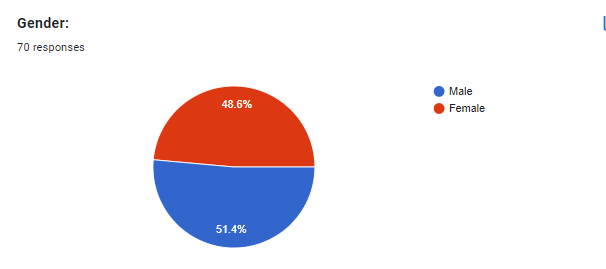 Gender:
70 responses
48.6%
51.4%
Male
Female